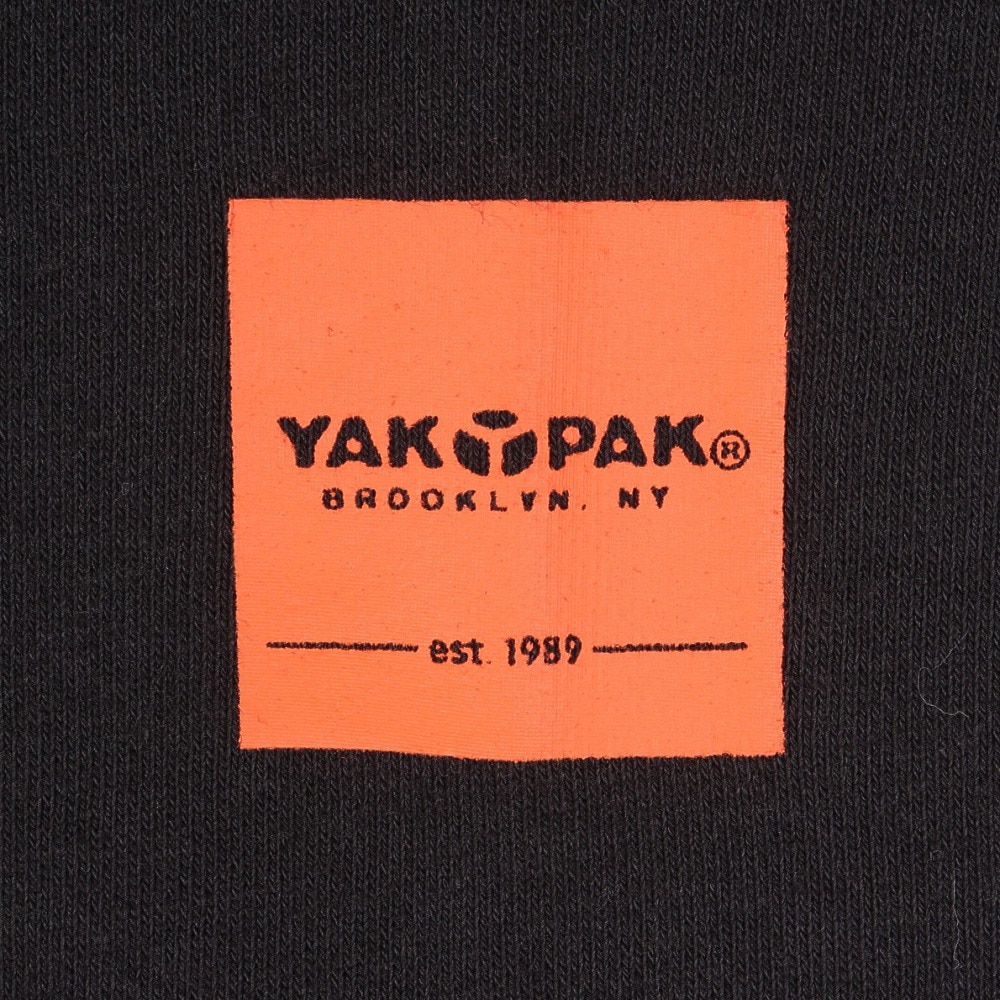 YAK PAK®
BROOKLYN, NY
est. 1989